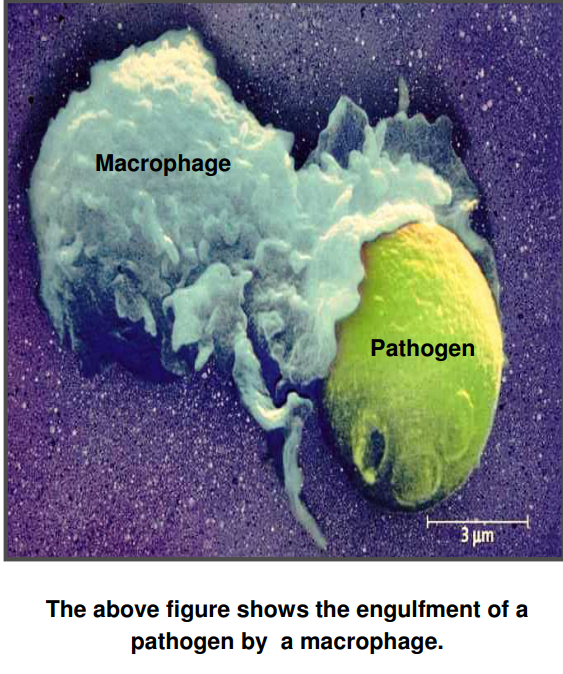 Macrophage
Pathogen
3 μm
The above figure shows the engulfment of a
pathogen by a macrophage.